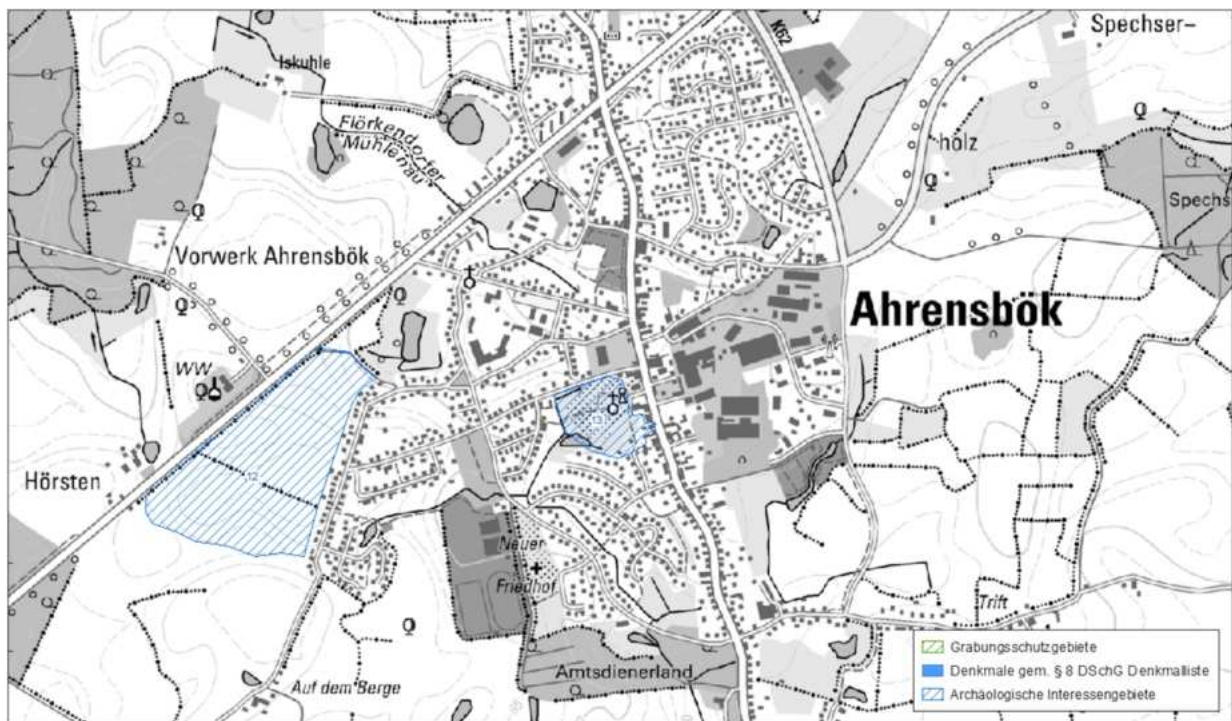 Spechser–
K62
Iskuhle
Flörkendorfer
Mühlenau
holz
Spechs
Vorwerk Ahrensbök
Ahrensbök
WW
Hörsten
Neuer
Friedhof
Trift
Amtsdienerland
Auf dem Berge
Grabungsschutzgebiete
Denkmale gem. § 8 DSchG Denkmalliste
Archäologische Interessengebiete